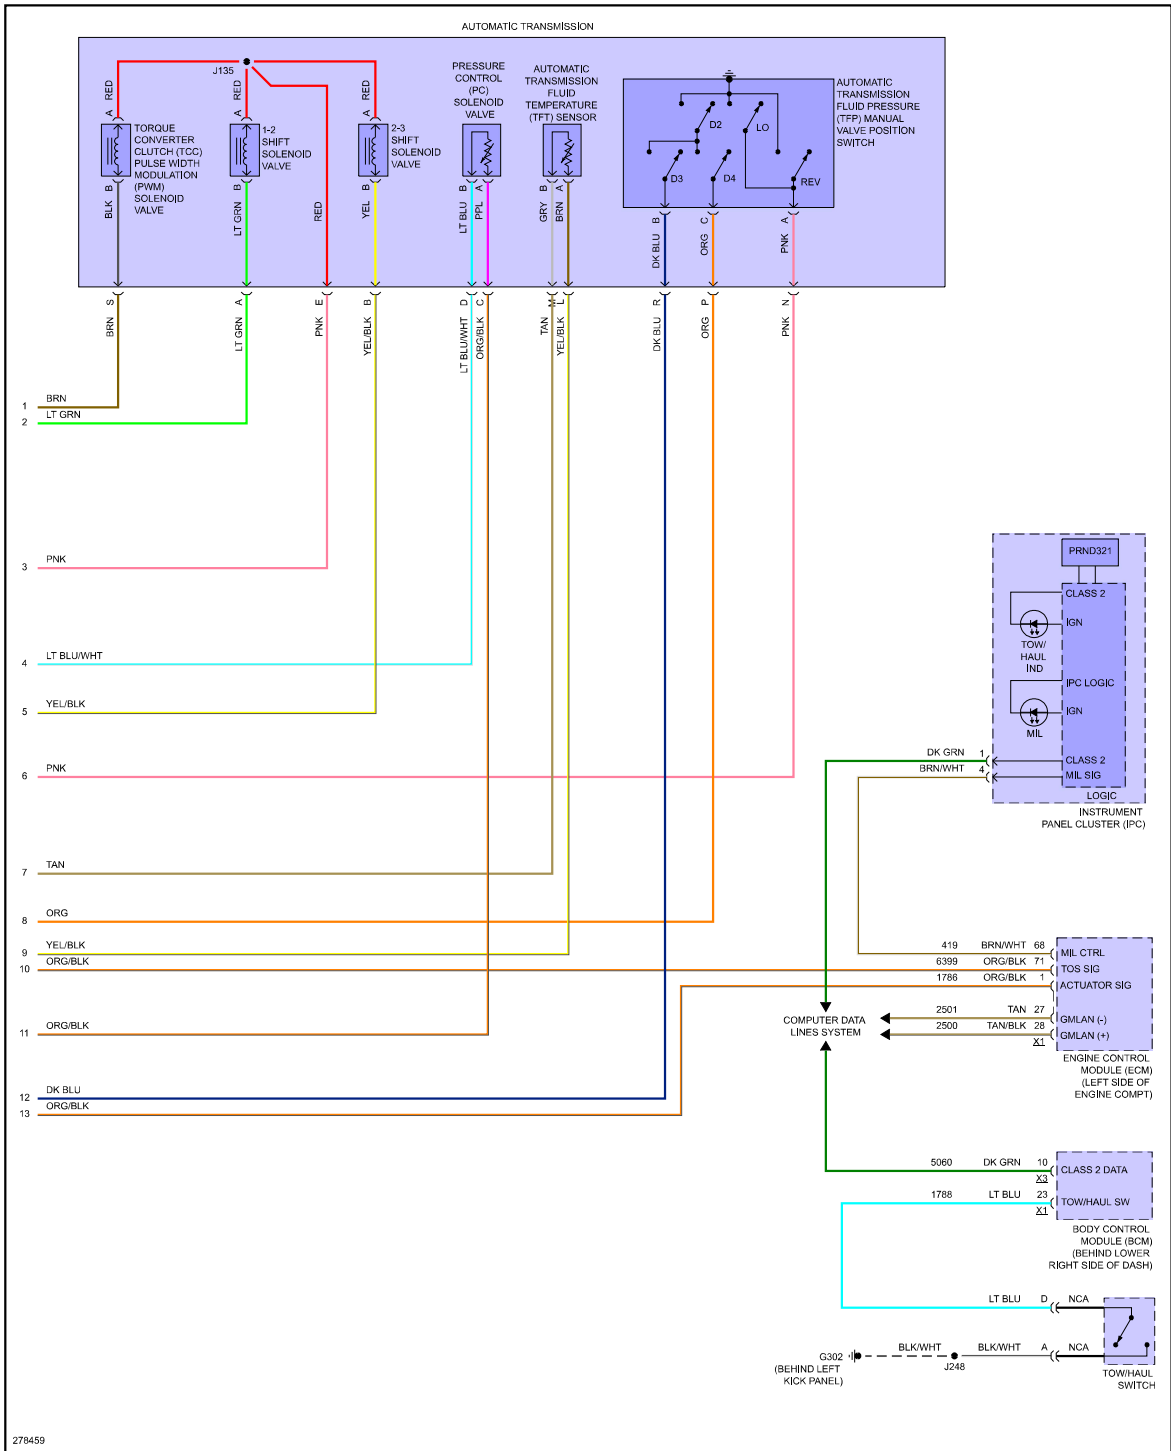 AUTOMATIC TRANSMISSION
J135
RED
A
RED
A
RED
A
TORQUE
CONVERTER
CLUTCH (TCC)
PULSE WIDTH
MODULATION
(PWM)
SOLENOID
VALVE
1-2
SHIFT
SOLENOID
VALVE
2-3
SHIFT
SOLENOID
VALVE
PRESSURE
CONTROL
(PC)
SOLENOID
VALVE
AUTOMATIC
TRANSMISSION
FLUID
TEMPERATURE
(TFT) SENSOR
AUTOMATIC
TRANSMISSION
FLUID PRESSURE
(TFP) MANUAL
VALVE POSITION
SWITCH
D2
LO
D3
D4
REV
B
BLK
B
LT GRN
RED
B
YEL
B
LT BLU
A
PPL
B
GRY
A
BRN
B
DK BLU
C
ORG
A
PNK
S
BRN
A
LT GRN
E
PNK
B
YEL/BLK
D
LT BLU/WHT
C
ORG/BLK
M
TAN
L
YEL/BLK
R
DK BLU
P
ORG
N
PNK
1 BRN
2 LT GRN
3 PNK
4 LT BLU/WHT
5 YEL/BLK
6 PNK
7 TAN
8 ORG
9 YEL/BLK
10 ORG/BLK
11 ORG/BLK
12 DK BLU
13 ORG/BLK
PRND321
CLASS 2
IGN
TOW/
HAUL
IND
IPC LOGIC
IGN
MIL
DK GRN 1 CLASS 2
BRN/WHT 4 MIL SIG
LOGIC
INSTRUMENT
PANEL CLUSTER (IPC)
419 BRN/WHT 68 MIL CTRL
6399 ORG/BLK 71 TOS SIG
1786 ORG/BLK 1 ACTUATOR SIG
2501 TAN 27 GMLAN (-)
2500 TAN/BLK 28 GMLAN (+)
X1
COMPUTER DATA
LINES SYSTEM
ENGINE CONTROL
MODULE (ECM)
(LEFT SIDE OF
ENGINE COMPT)
5060 DK GRN 10 CLASS 2 DATA
X3
1788 LT BLU 23 TOW/HAUL SW
X1
BODY CONTROL
MODULE (BCM)
(BEHIND LOWER
RIGHT SIDE OF DASH)
LT BLU D NCA
BLK/WHT BLK/WHT A NCA
G302
(BEHIND LEFT
KICK PANEL)
J248
TOW/HAUL
SWITCH
278459